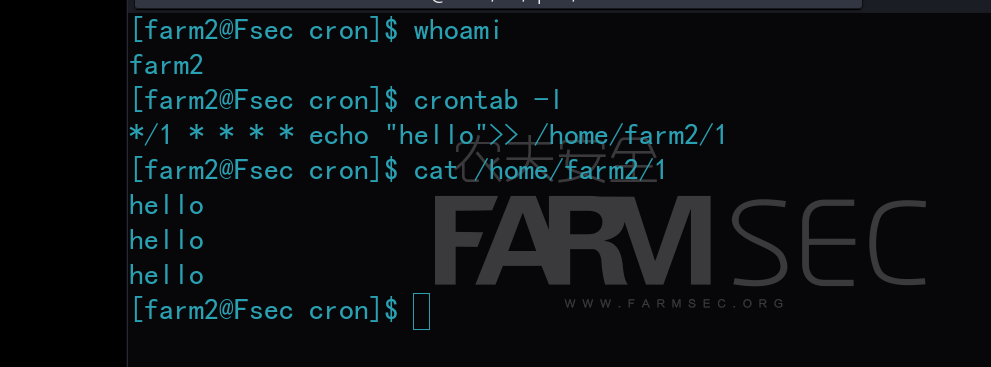 [farm2@Fsec cron]$ whoami
farm2
[farm2@Fsec cron]$ crontab -l
*/1 * * * * echo "hello">> /home/farm2/1
[farm2@Fsec cron]$ cat /home/farm2/1
农夫安全
hello
hello
hello
[farm2@Fsec cron]$
FARMSEC
WWW.FARMSEC.ORG